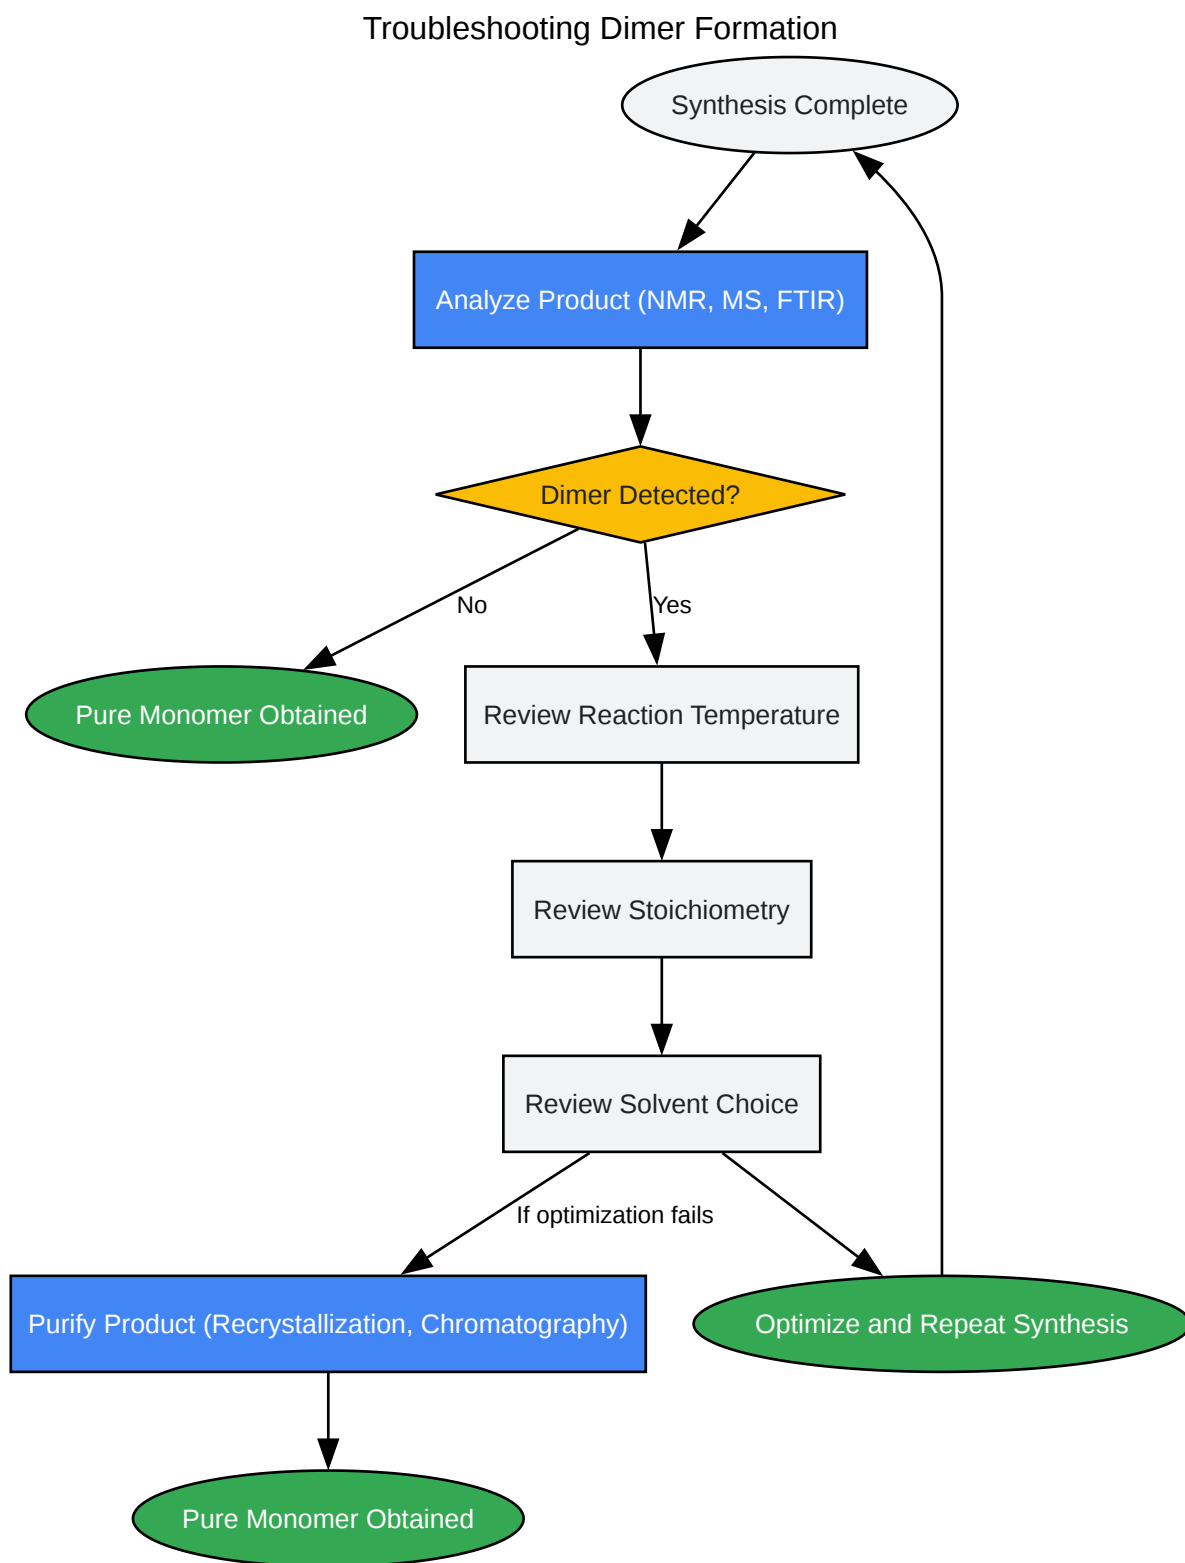 Troubleshooting Dimer Formation
Synthesis Complete
Analyze Product (NMR, MS, FTIR)
Dimer Detected?
No
Yes
Pure Monomer Obtained
Review Reaction Temperature
Review Stoichiometry
Review Solvent Choice
If optimization fails
Purify Product (Recrystallization, Chromatography)
Optimize and Repeat Synthesis
Pure Monomer Obtained